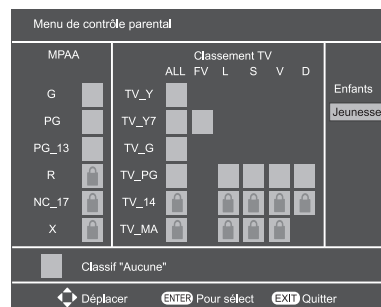 Menu de contrôle parental
MPAA
Classement TV
ALL FV L S V D
Enfants
Jeunesse
G TV_Y
PG TV_Y7
PG_13 TV_G
R TV_PG
NC_17 TV_14
X TV_MA
Classif "Aucune"
Déplacer ENTER Pour sélect EXIT Quitter